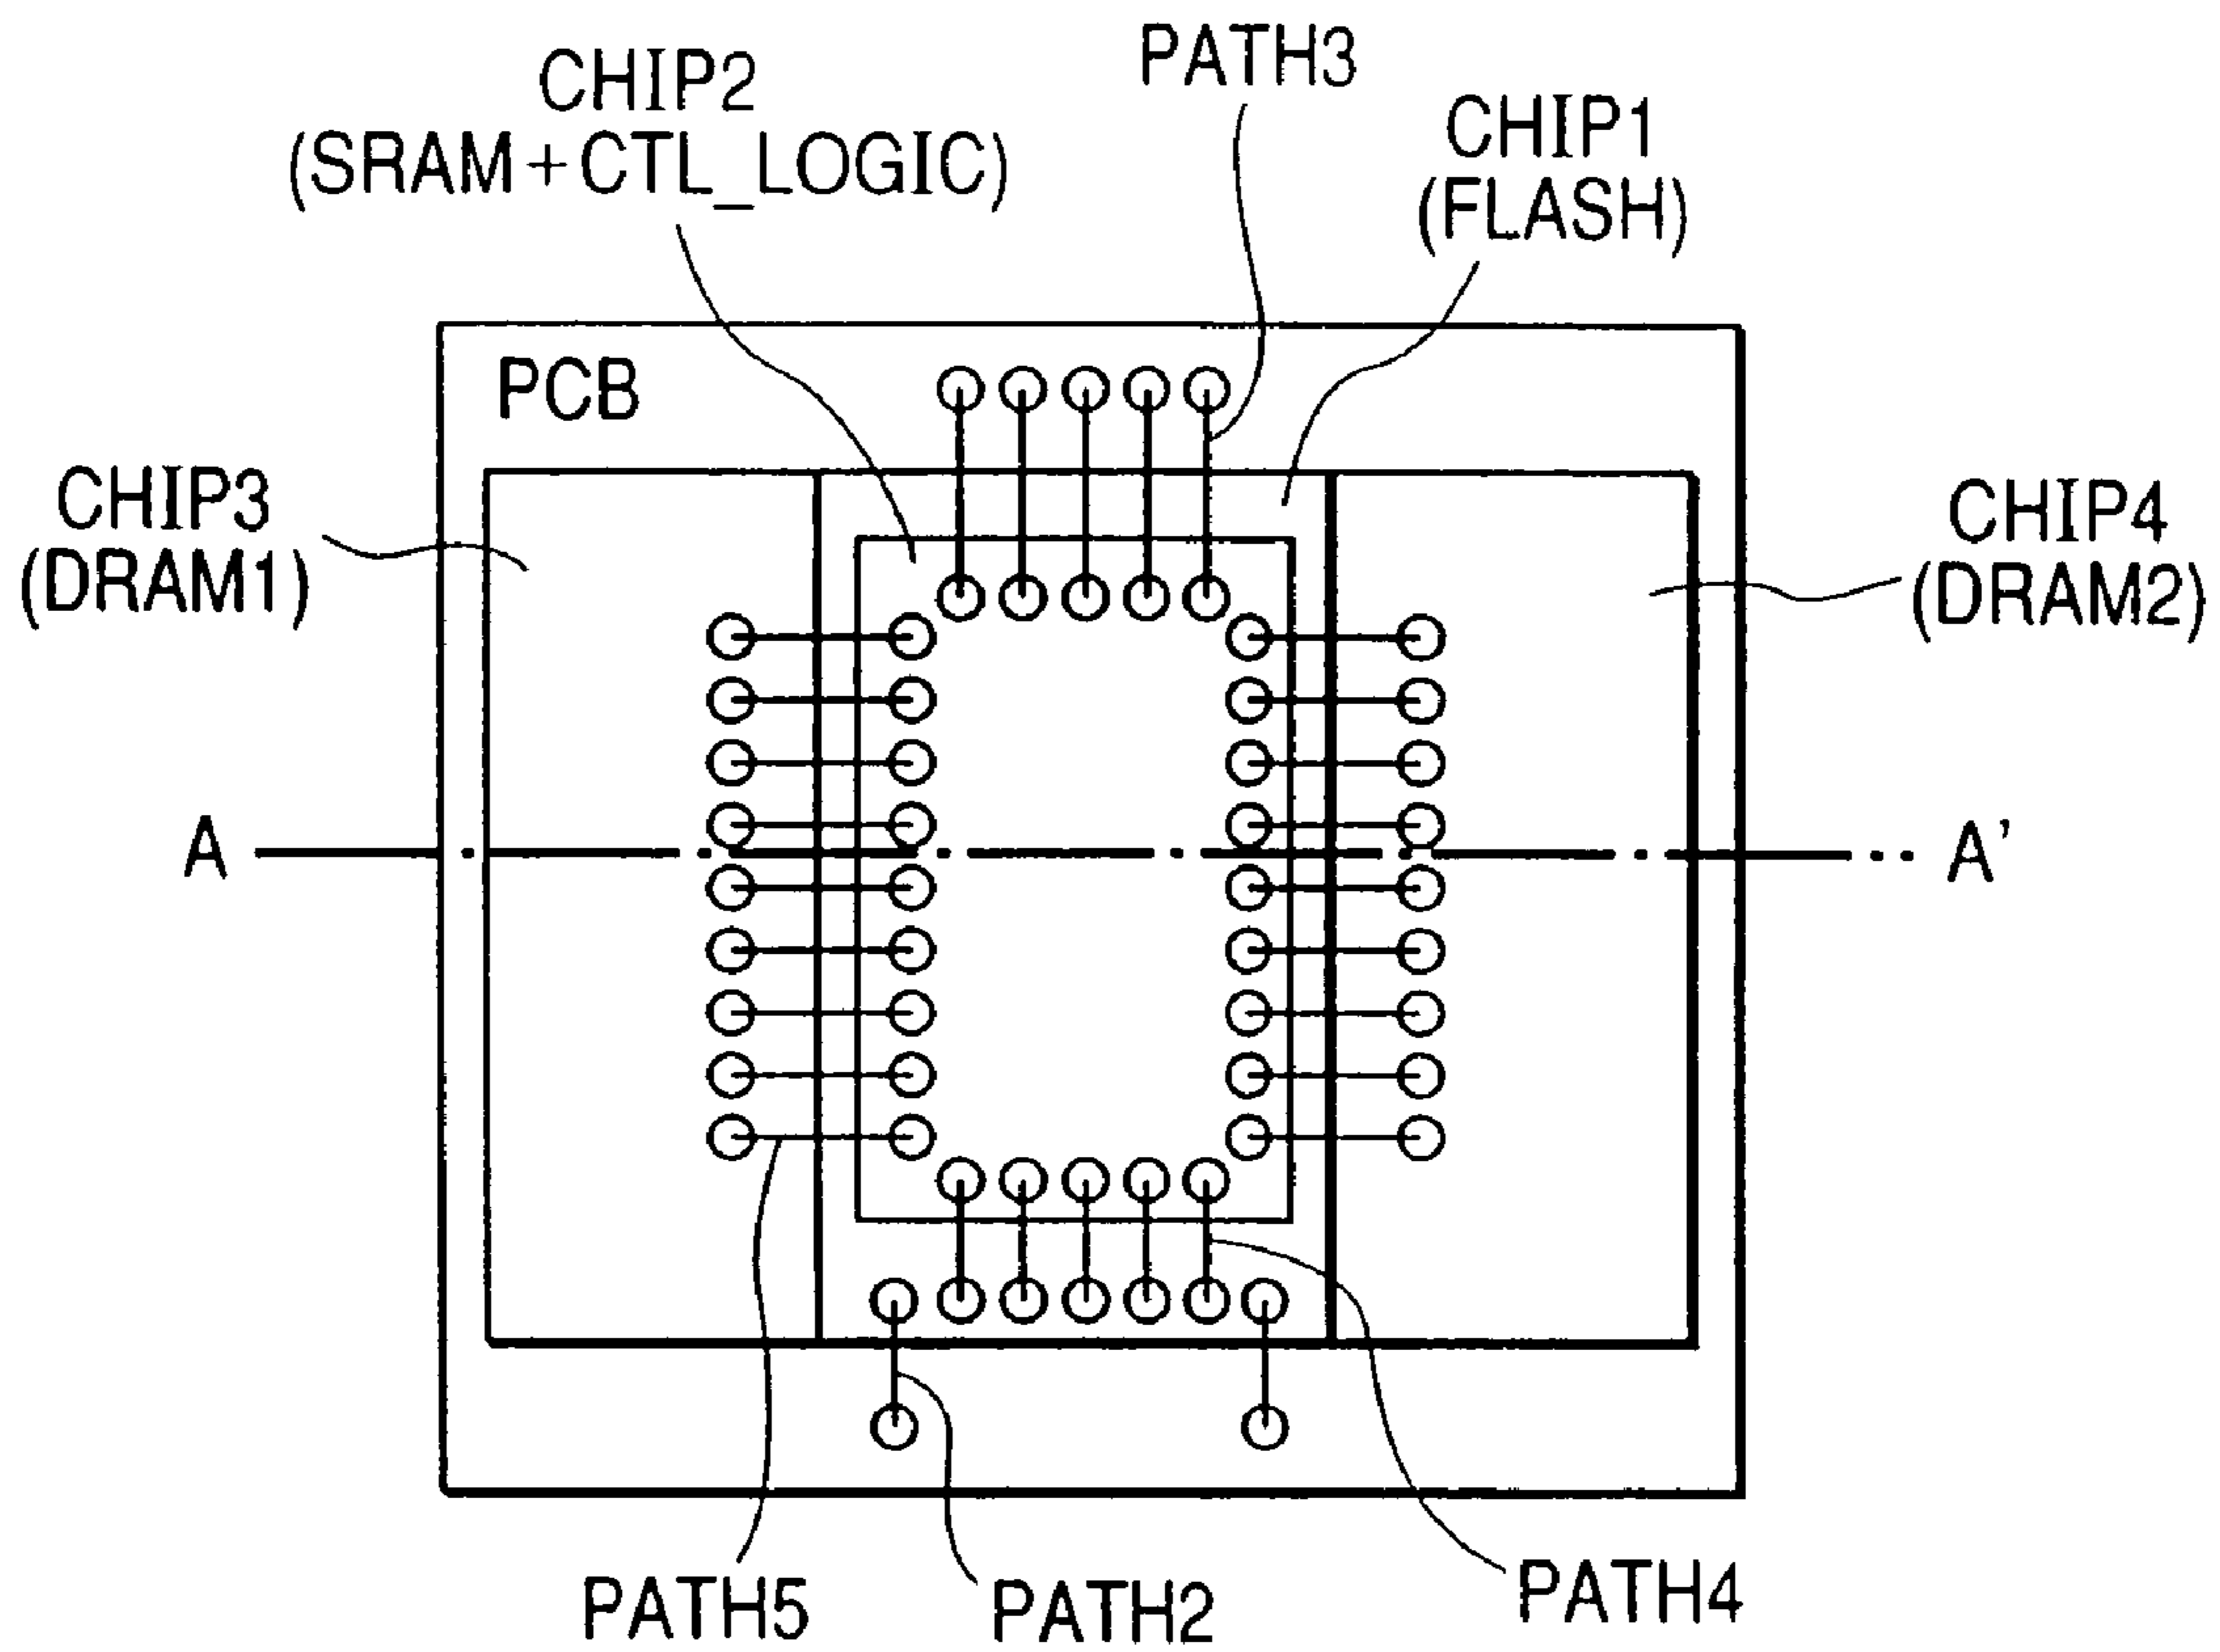 PATH3
CHIP2
(SRAM+CTL_LOGIC)
CHIP1
(FLASH)
PCB
CHIP3
(DRAM1)
CHIP4
(DRAM2)
A
A'
PATH5
PATH2
PATH4